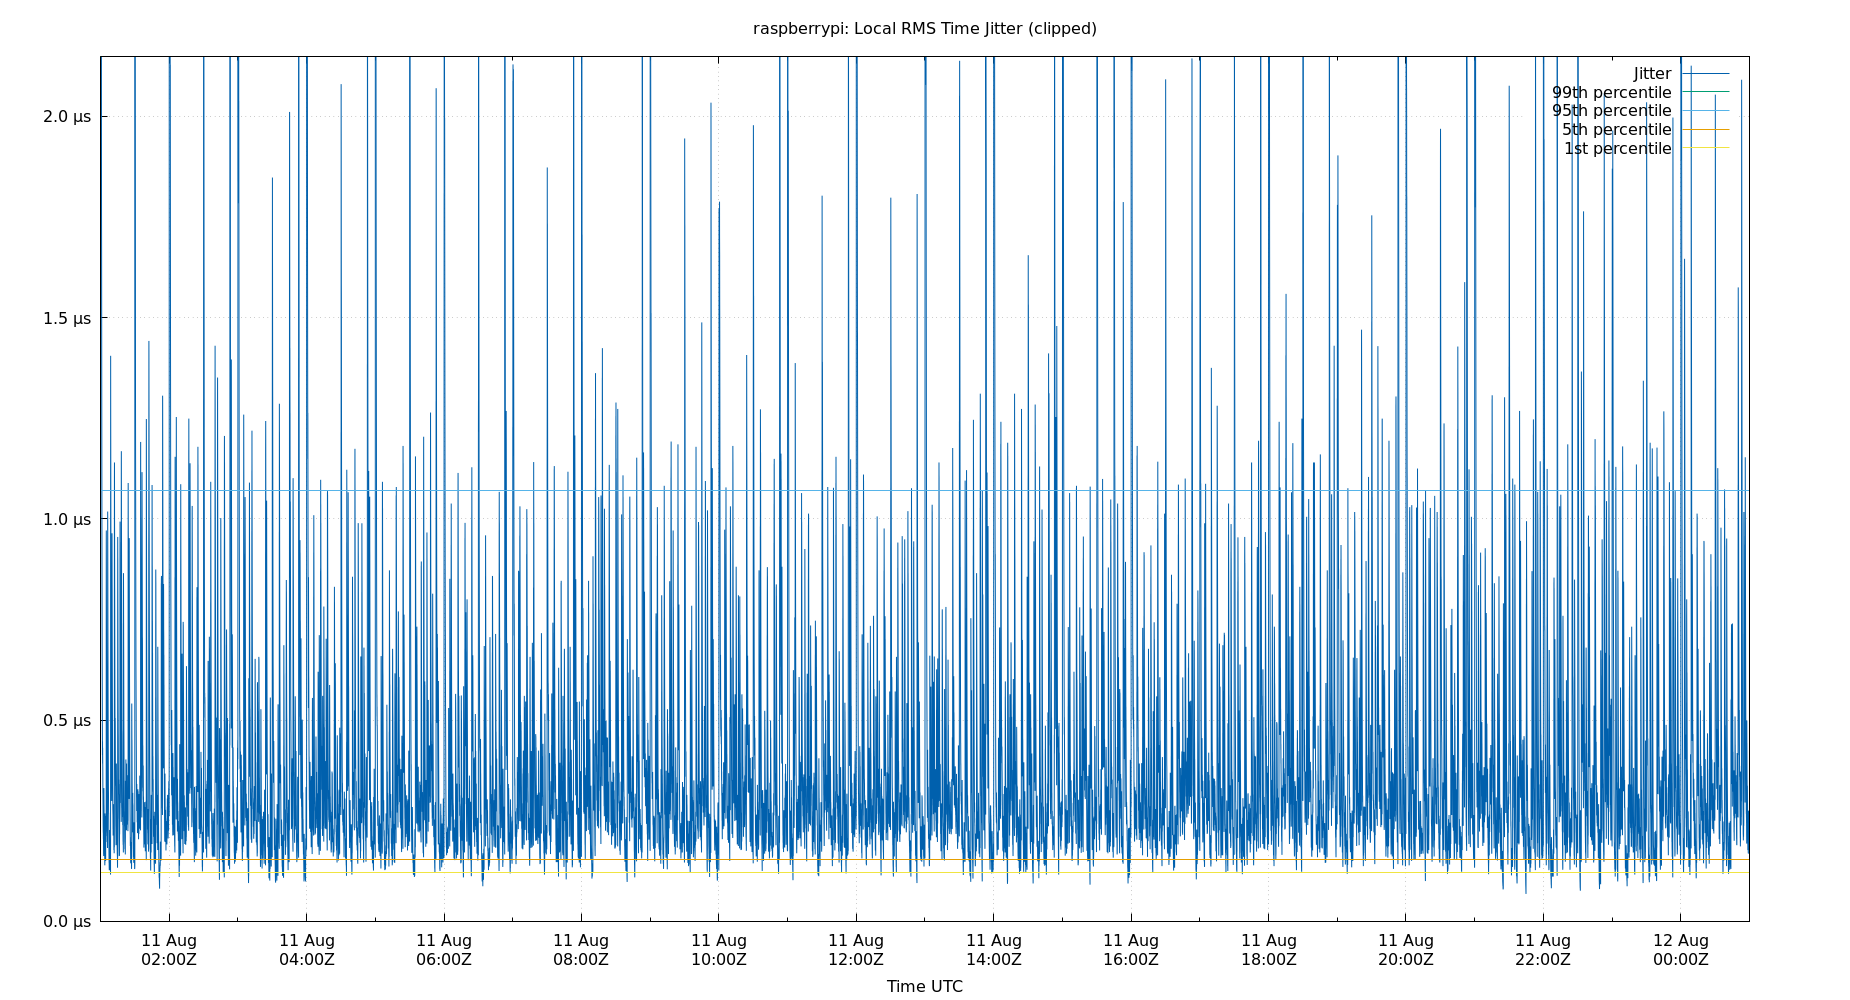 raspberrypi: Local RMS Time Jitter (clipped)
Jitter
99th percentile
95th percentile
5th percentile
1st percentile
2.0 µs
1.5 µs
1.0 µs
0.5 µs
0.0 µs
11 Aug 11 Aug 11 Aug 11 Aug 11 Aug 11 Aug 11 Aug 11 Aug 11 Aug 11 Aug 11 Aug 12 Aug
02:00Z 04:00Z 06:00Z 08:00Z 10:00Z 12:00Z 14:00Z 16:00Z 18:00Z 20:00Z 22:00Z 00:00Z
Time UTC